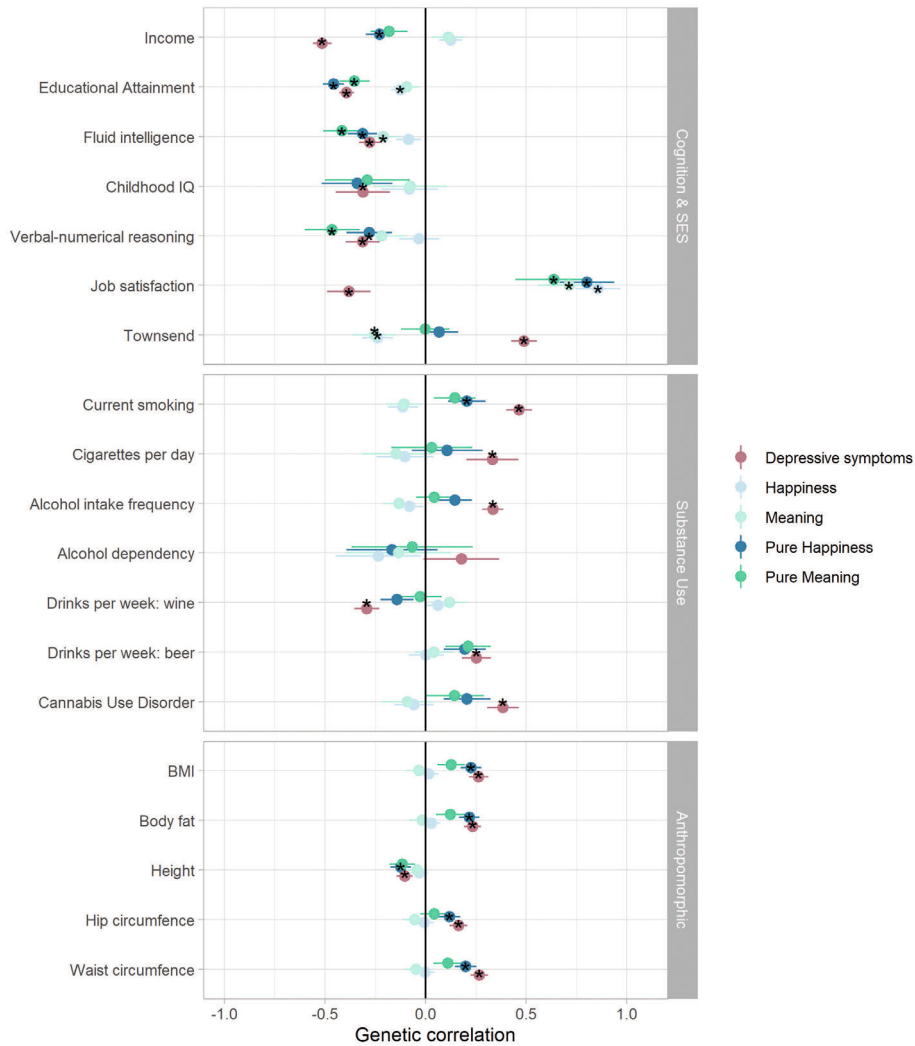 Income
Educational Attainment
Fluid intelligence
Childhood IQ
Verbal-numerical reasoning
Job satisfaction
Townsend
Cognition & SES
Current smoking
Cigarettes per day
Alcohol intake frequency
Alcohol dependency
Drinks per week: wine
Drinks per week: beer
Cannabis Use Disorder
Substance Use
BMI
Body fat
Height
Hip circumfence
Waist circumfence
Anthropomorphic
-1.0 -0.5 0.0 0.5 1.0
Genetic correlation
Depressive symptoms
Happiness
Meaning
Pure Happiness
Pure Meaning